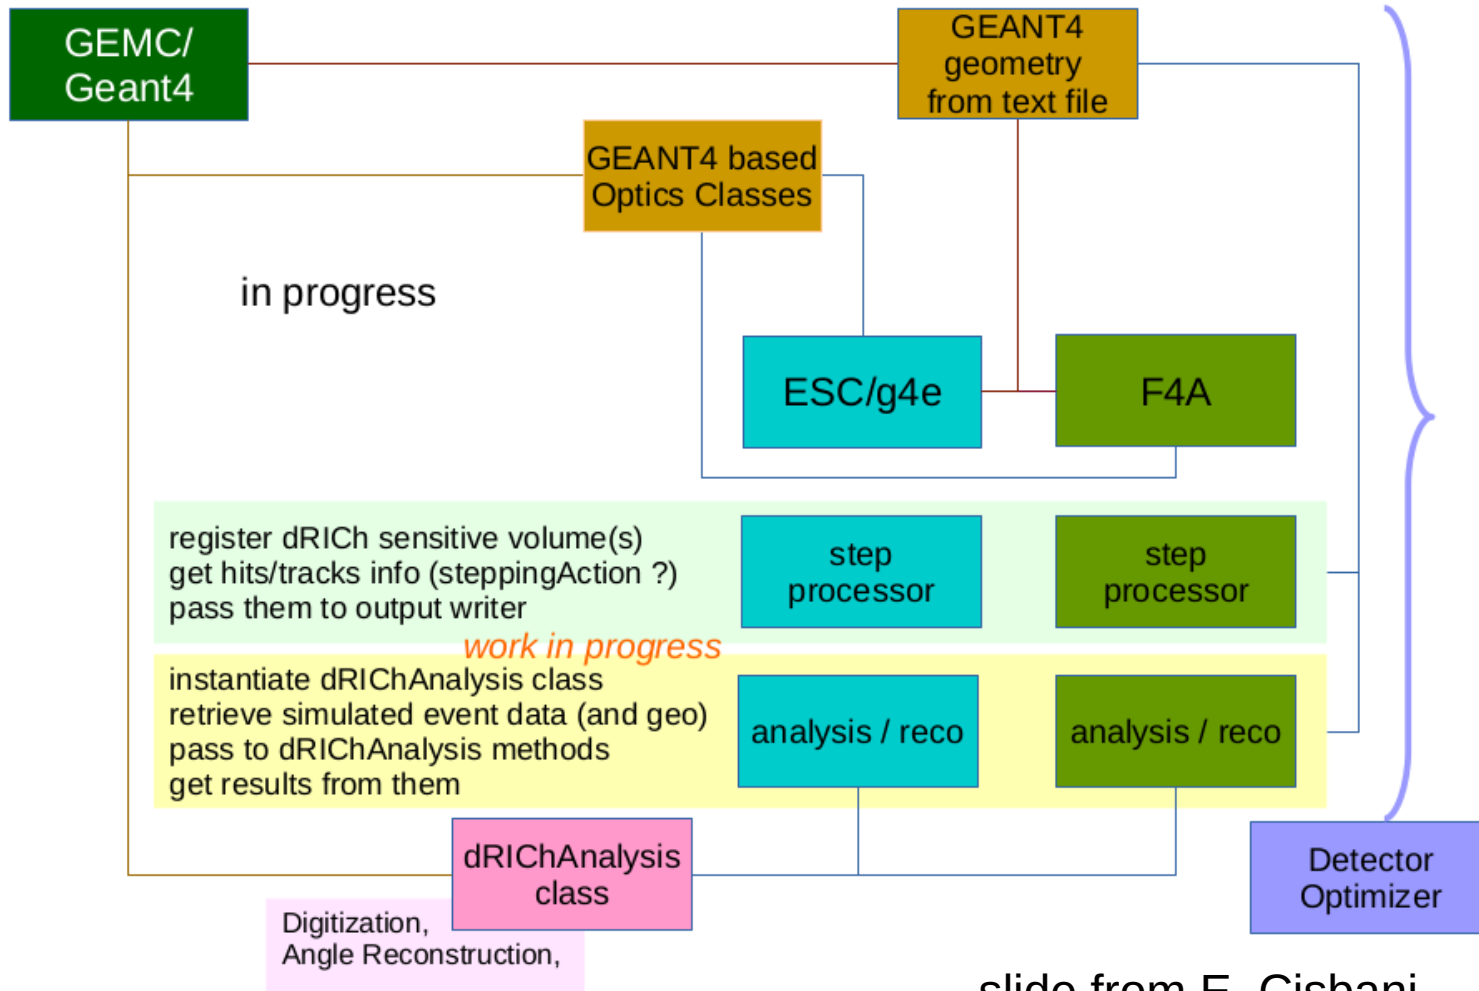 GEMC/
Geant4
GEANT4
geometry
from text file
GEANT4 based
Optics Classes
in progress
ESC/g4e
F4A
register dRICh sensitive volume(s)
get hits/tracks info (steppingAction ?)
pass them to output writer
step
processor
step
processor
work in progress
instantiate dRIChAnalysis class
retrieve simulated event data (and geo)
pass to dRIChAnalysis methods
get results from them
analysis / reco
analysis / reco
dRIChAnalysis
class
Detector
Optimizer
Digitization,
Angle Reconstruction,
slide from E. Cisbani